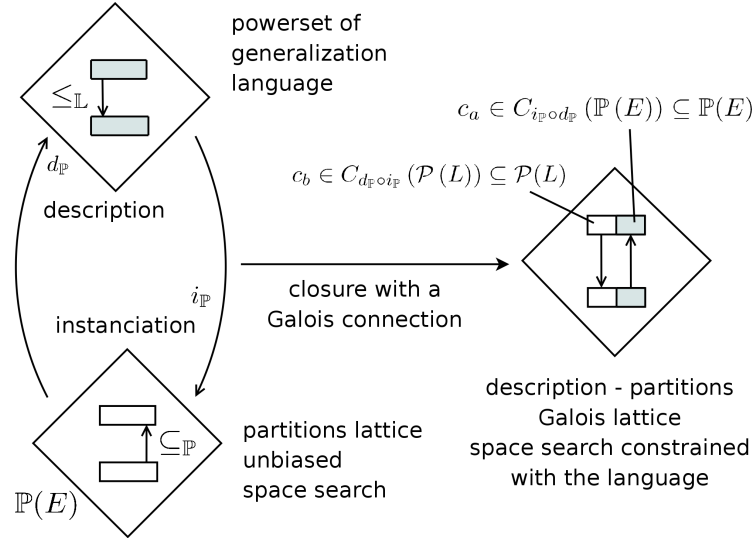 powerset of
generalization
language
≤𝕃
d_ℙ
description
c_a ∈ C_{i_ℙ∘d_ℙ} (ℙ (E)) ⊆ ℙ(E)
c_b ∈ C_{d_ℙ∘i_ℙ} (𝒫 (L)) ⊆ 𝒫(L)
i_ℙ
instanciation
closure with a
Galois connection
⊆_ℙ
ℙ(E)
partitions lattice
unbiased
space search
description - partitions
Galois lattice
space search constrained
with the language